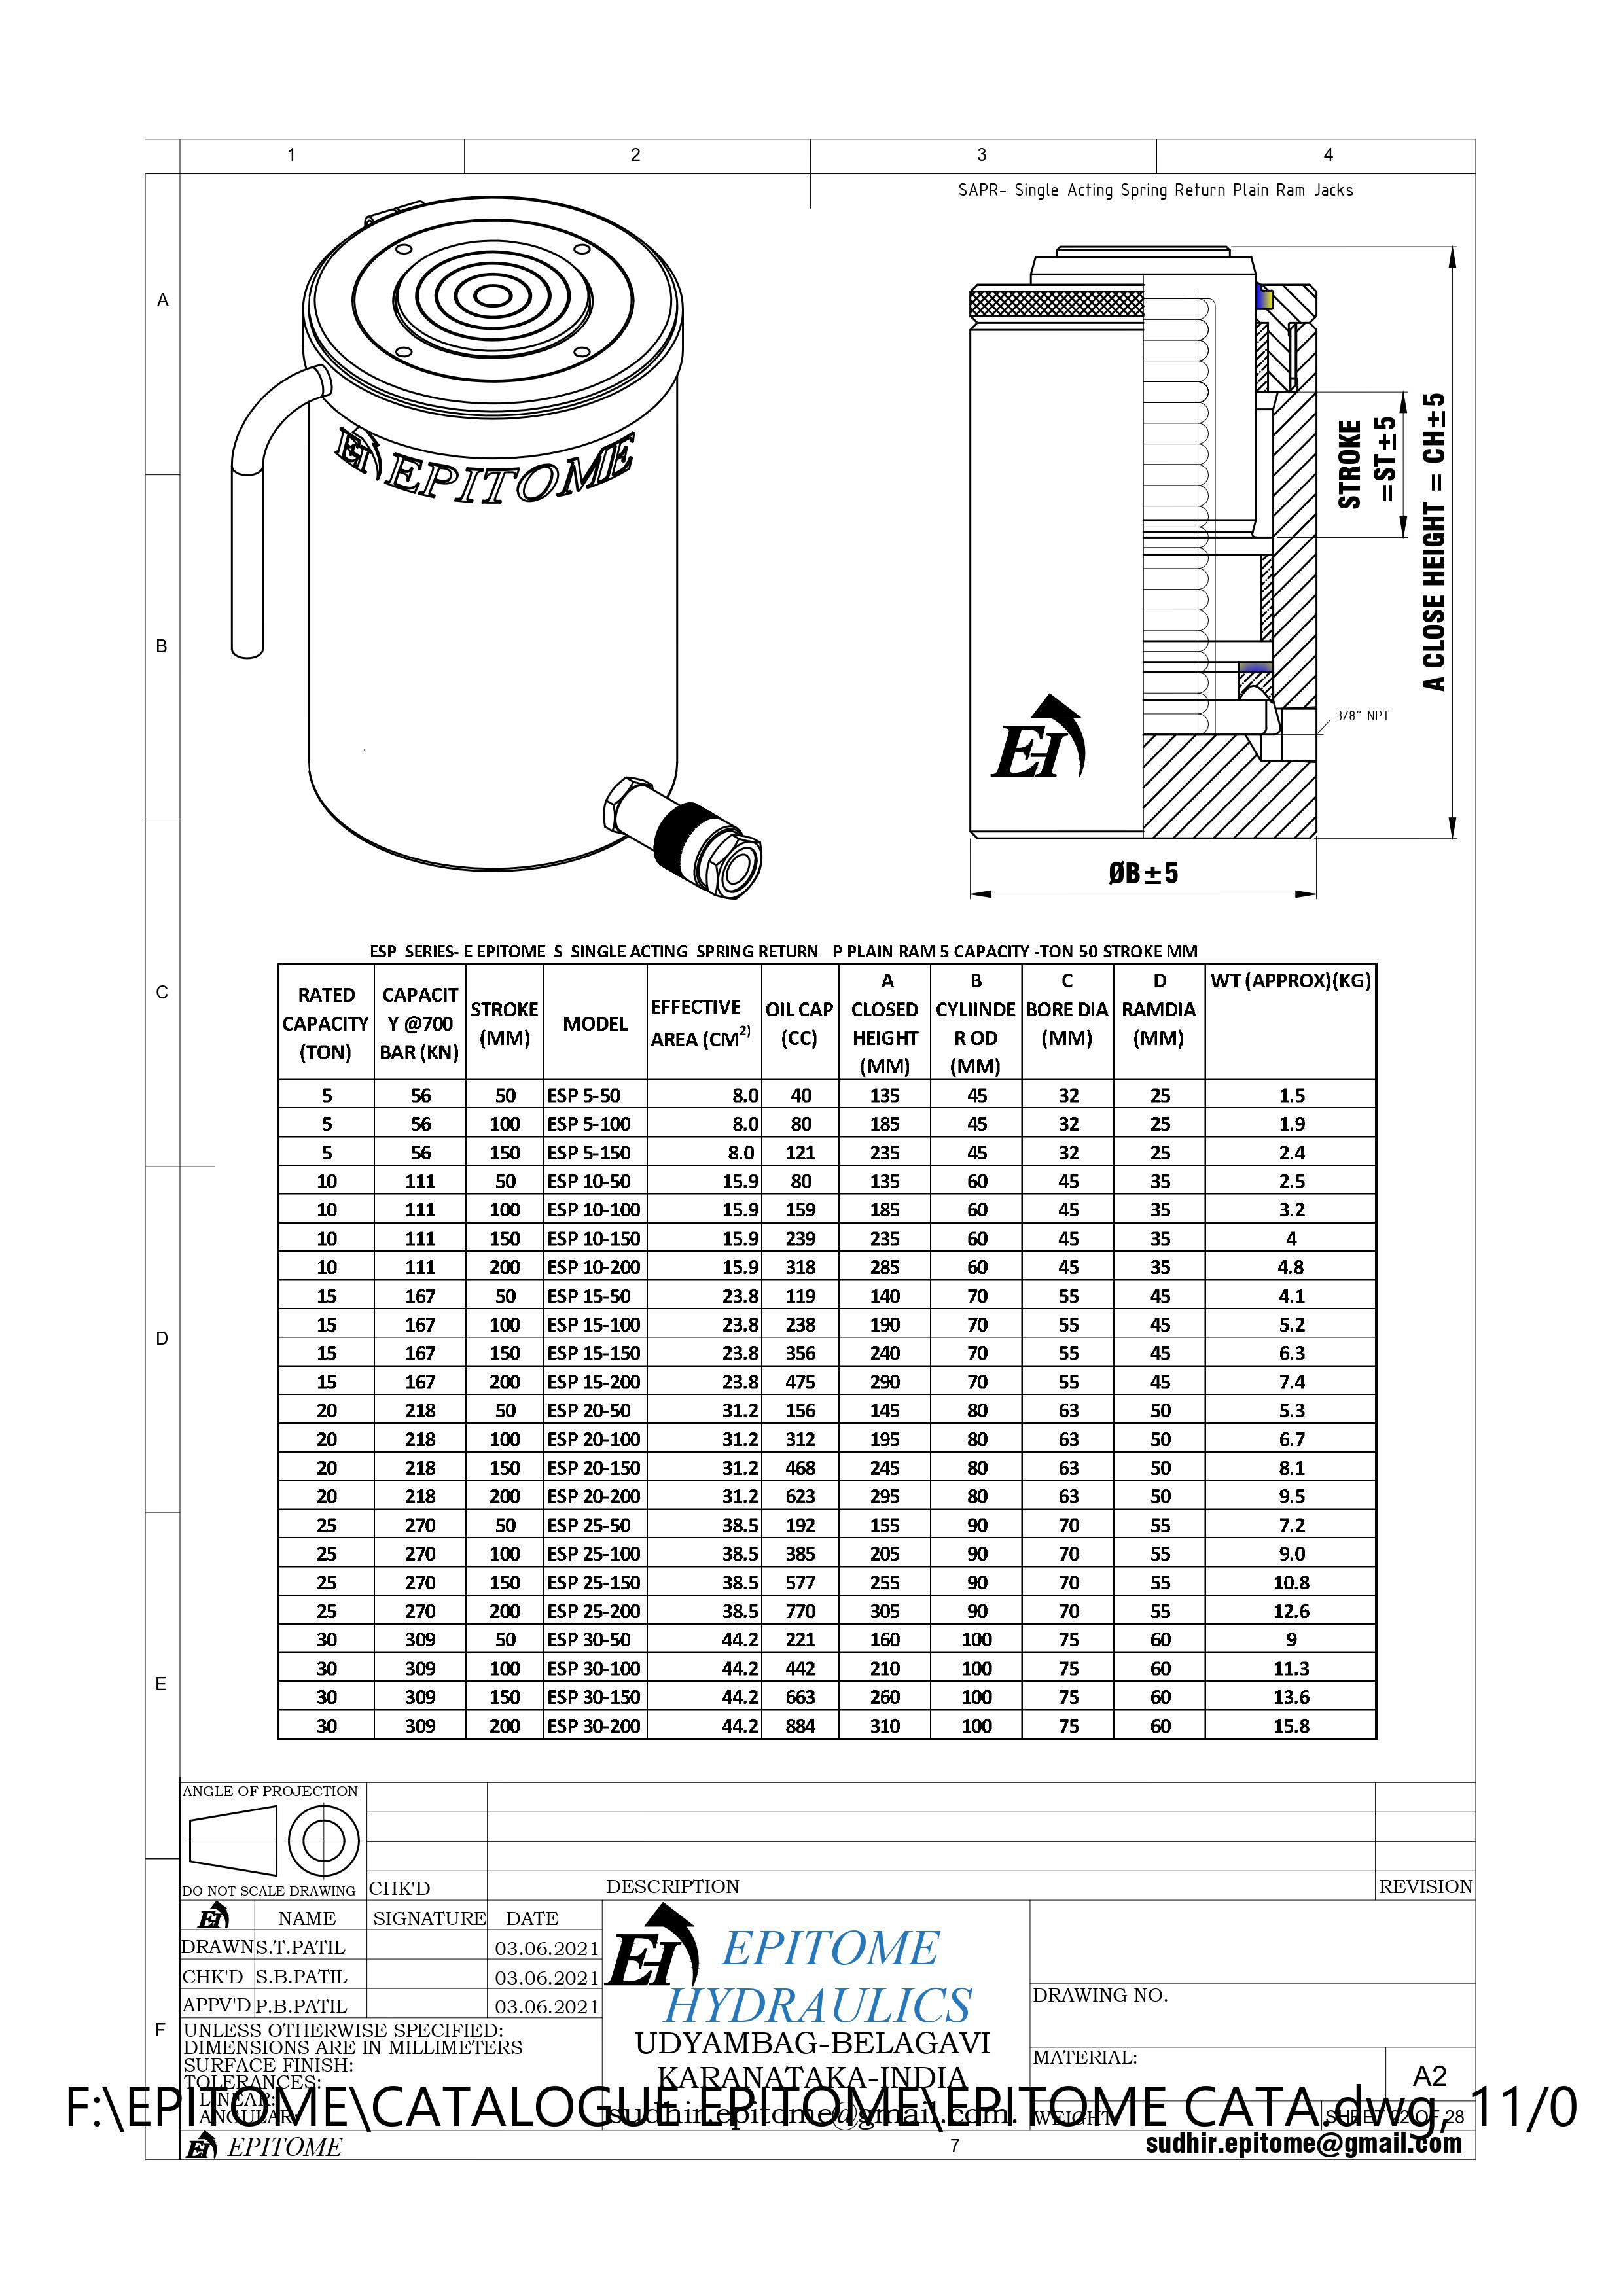 1 2 3 4
SAPR- Single Acting Spring Return Plain Ram Jacks
A
B
C
D
E
F
EI EPITOME
STROKE
=ST±5
A CLOSE HEIGHT = CH±5
3/8" NPT
EI
ØB±5
ESP SERIES- E EPITOME S SINGLE ACTING SPRING RETURN P PLAIN RAM 5 CAPACITY -TON 50 STROKE MM
RATED CAPACITY (TON) CAPACIT Y @700 BAR (KN) STROKE (MM) MODEL EFFECTIVE AREA (CM2) OIL CAP (CC) A CLOSED HEIGHT (MM) B CYLIINDE R OD (MM) C BORE DIA (MM) D RAMDIA (MM) WT (APPROX)(KG)
5 56 50 ESP 5-50 8.0 40 135 45 32 25 1.5
5 56 100 ESP 5-100 8.0 80 185 45 32 25 1.9
5 56 150 ESP 5-150 8.0 121 235 45 32 25 2.4
10 111 50 ESP 10-50 15.9 80 135 60 45 35 2.5
10 111 100 ESP 10-100 15.9 159 185 60 45 35 3.2
10 111 150 ESP 10-150 15.9 239 235 60 45 35 4
10 111 200 ESP 10-200 15.9 318 285 60 45 35 4.8
15 167 50 ESP 15-50 23.8 119 140 70 55 45 4.1
15 167 100 ESP 15-100 23.8 238 190 70 55 45 5.2
15 167 150 ESP 15-150 23.8 356 240 70 55 45 6.3
15 167 200 ESP 15-200 23.8 475 290 70 55 45 7.4
20 218 50 ESP 20-50 31.2 156 145 80 63 50 5.3
20 218 100 ESP 20-100 31.2 312 195 80 63 50 6.7
20 218 150 ESP 20-150 31.2 468 245 80 63 50 8.1
20 218 200 ESP 20-200 31.2 623 295 80 63 50 9.5
25 270 50 ESP 25-50 38.5 192 155 90 70 55 7.2
25 270 100 ESP 25-100 38.5 385 205 90 70 55 9.0
25 270 150 ESP 25-150 38.5 577 255 90 70 55 10.8
25 270 200 ESP 25-200 38.5 770 305 90 70 55 12.6
30 309 50 ESP 30-50 44.2 221 160 100 75 60 9
30 309 100 ESP 30-100 44.2 442 210 100 75 60 11.3
30 309 150 ESP 30-150 44.2 663 260 100 75 60 13.6
30 309 200 ESP 30-200 44.2 884 310 100 75 60 15.8
ANGLE OF PROJECTION
DO NOT SCALE DRAWING CHK'D DESCRIPTION REVISION
EI NAME SIGNATURE DATE
DRAWN S.T.PATIL 03.06.2021
CHK'D S.B.PATIL 03.06.2021
APPV'D P.B.PATIL 03.06.2021
UNLESS OTHERWISE SPECIFIED:
DIMENSIONS ARE IN MILLIMETERS
SURFACE FINISH:
TOLERANCES:
LINEAR:
ANGULAR:
EI EPITOME
HYDRAULICS
UDYAMBAG-BELAGAVI
KARANATAKA-INDIA
sudhir.epitome@gmail.com.
DRAWING NO.
MATERIAL:
A2
WEIGHT
SHEET 22 OF 28
F:\EPITOME\CATALOGUE EPITOME\EPITOME CATA.dwg, 11/0
EI EPITOME
7
sudhir.epitome@gmail.com